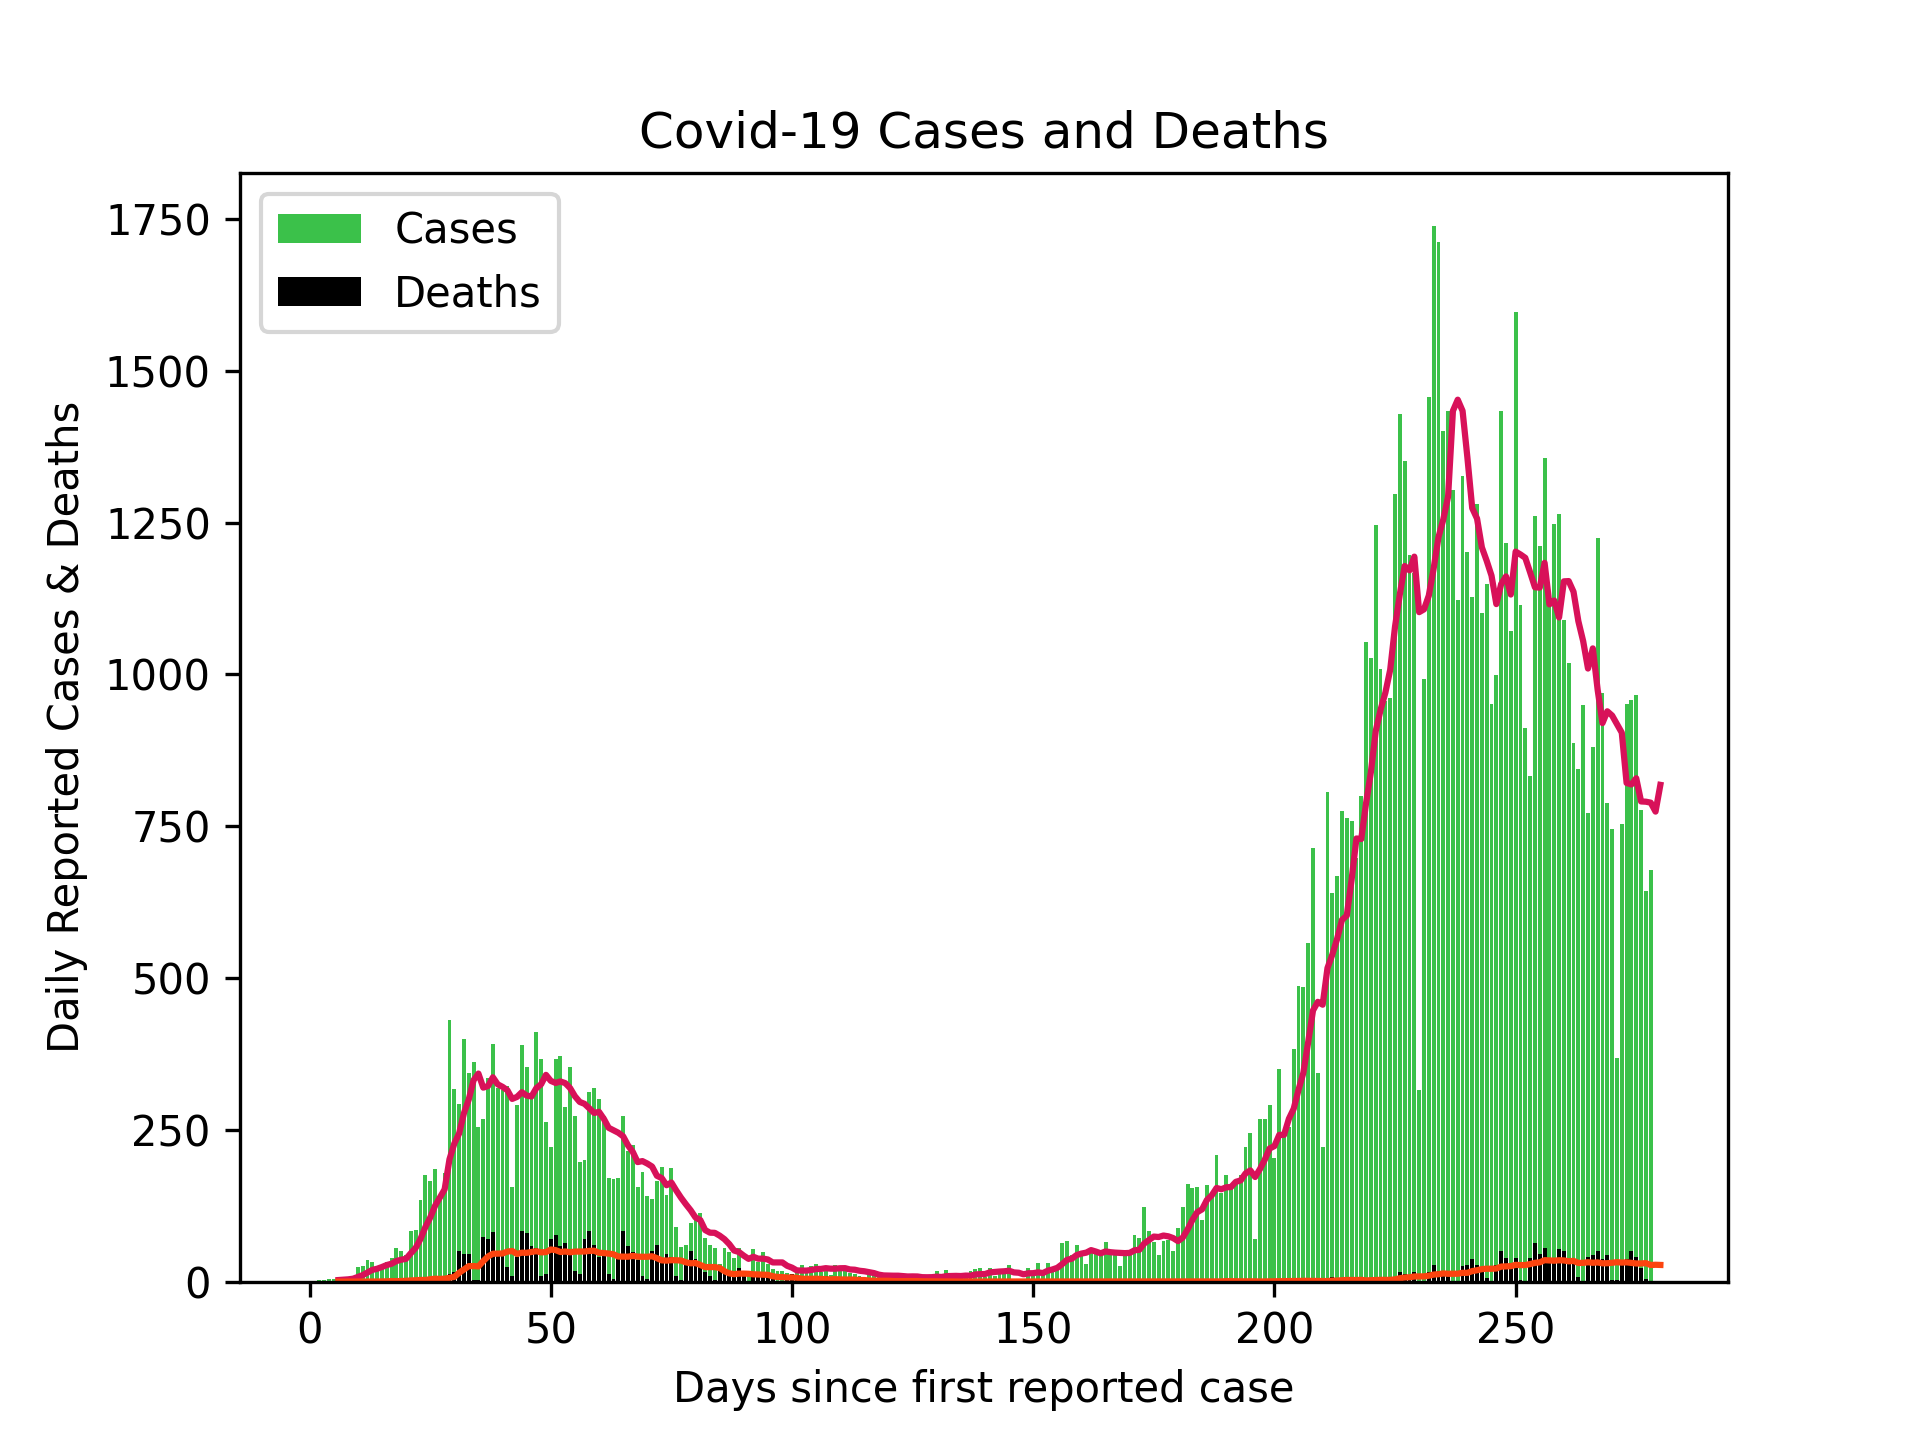 Covid-19 Cases and Deaths
Cases
Deaths
1750
1500
1250
1000
750
500
250
0
Daily Reported Cases & Deaths
0 50 100 150 200 250
Days since first reported case